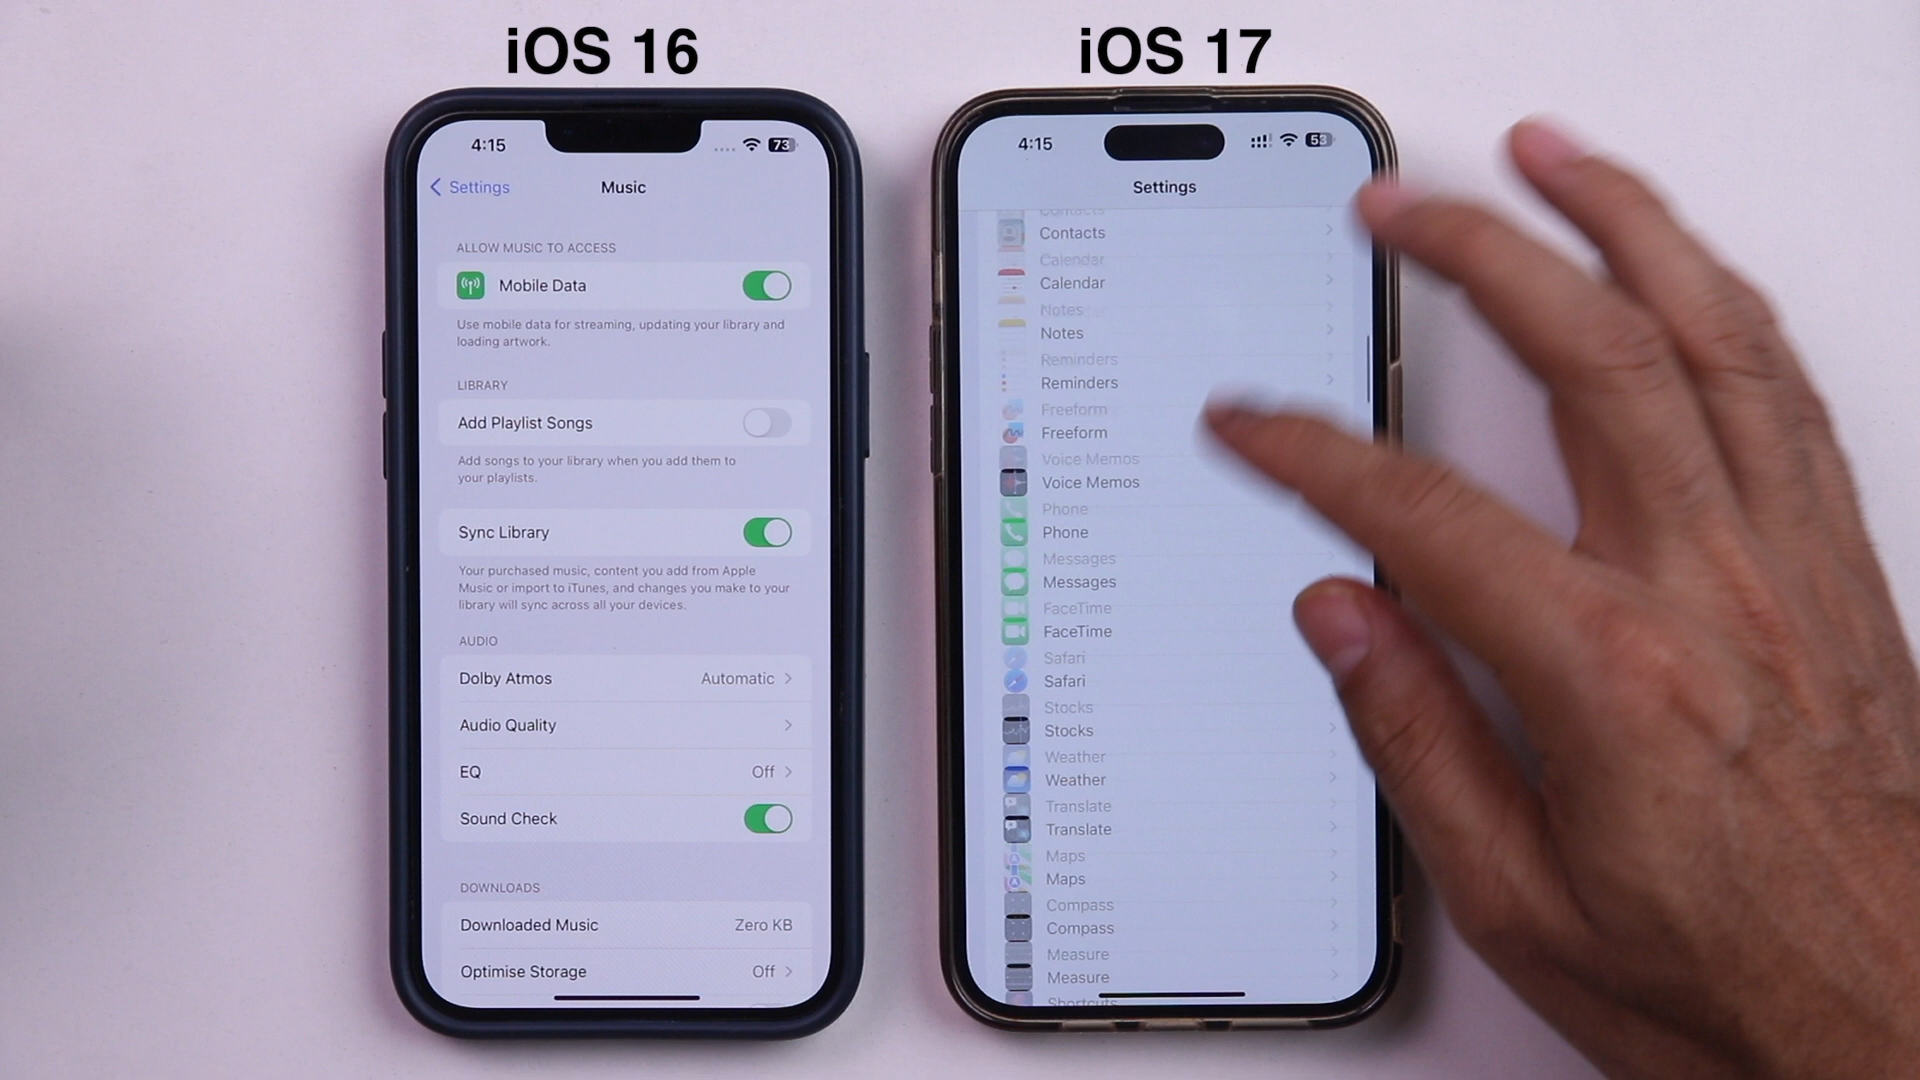 iOS 16
4:15
73
Settings
Music
ALLOW MUSIC TO ACCESS
Mobile Data
Use mobile data for streaming, updating your library and
loading artwork.
LIBRARY
Add Playlist Songs
Add songs to your library when you add them to
your playlists.
Sync Library
Your purchased music, content you add from Apple
Music or import to iTunes, and changes you make to your
library will sync across all your devices.
AUDIO
Dolby Atmos Automatic
Audio Quality
EQ Off
Sound Check
DOWNLOADS
Downloaded Music Zero KB
Optimise Storage Off
iOS 17
4:15
53
Settings
Contacts
Contacts
Calendar
Calendar
Notes
Notes
Reminders
Reminders
Freeform
Freeform
Voice Memos
Voice Memos
Phone
Phone
Messages
Messages
FaceTime
FaceTime
Safari
Safari
Stocks
Stocks
Weather
Weather
Translate
Translate
Maps
Maps
Compass
Compass
Measure
Measure
Shortcuts